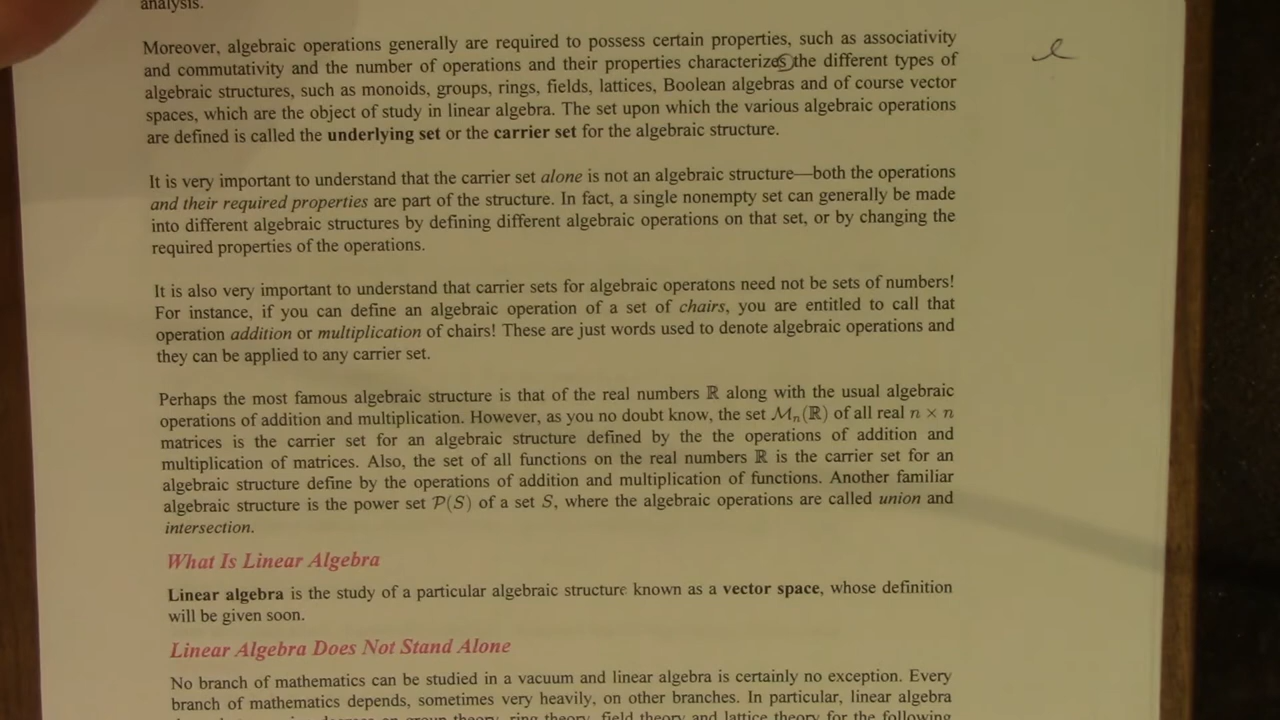 analysis.
Moreover, algebraic operations generally are required to possess certain properties, such as associativity
and commutativity and the number of operations and their properties characterizes the different types of
algebraic structures, such as monoids, groups, rings, fields, lattices, Boolean algebras and of course vector
spaces, which are the object of study in linear algebra. The set upon which the various algebraic operations
are defined is called the underlying set or the carrier set for the algebraic structure.
It is very important to understand that the carrier set alone is not an algebraic structure—both the operations
and their required properties are part of the structure. In fact, a single nonempty set can generally be made
into different algebraic structures by defining different algebraic operations on that set, or by changing the
required properties of the operations.
It is also very important to understand that carrier sets for algebraic operatons need not be sets of numbers!
For instance, if you can define an algebraic operation of a set of chairs, you are entitled to call that
operation addition or multiplication of chairs! These are just words used to denote algebraic operations and
they can be applied to any carrier set.
Perhaps the most famous algebraic structure is that of the real numbers ℝ along with the usual algebraic
operations of addition and multiplication. However, as you no doubt know, the set ℳₙ(ℝ) of all real n × n
matrices is the carrier set for an algebraic structure defined by the the operations of addition and
multiplication of matrices. Also, the set of all functions on the real numbers ℝ is the carrier set for an
algebraic structure define by the operations of addition and multiplication of functions. Another familiar
algebraic structure is the power set 𝒫(S) of a set S, where the algebraic operations are called union and
intersection.
What Is Linear Algebra
Linear algebra is the study of a particular algebraic structure known as a vector space, whose definition
will be given soon.
Linear Algebra Does Not Stand Alone
No branch of mathematics can be studied in a vacuum and linear algebra is certainly no exception. Every
branch of mathematics depends, sometimes very heavily, on other branches. In particular, linear algebra
group theory, ring theory, field theory and lattice theory for the following